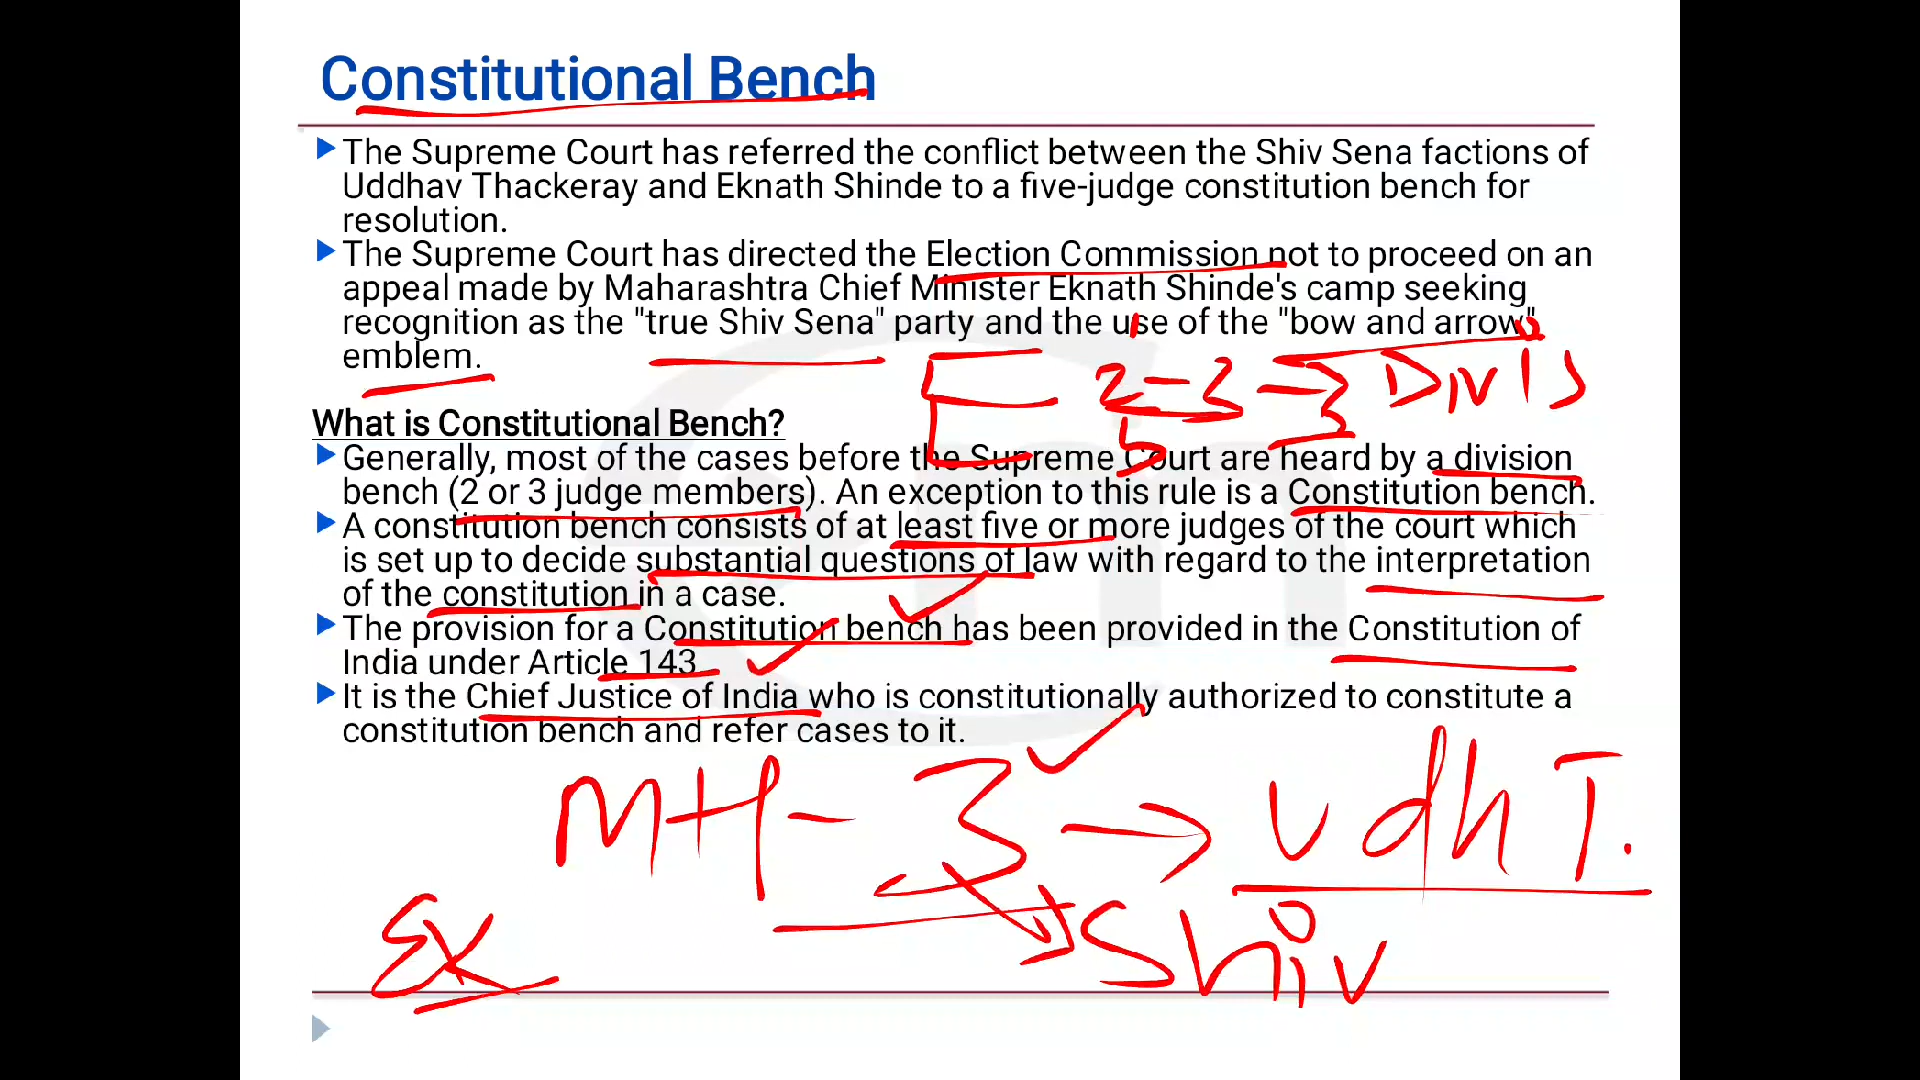 Constitutional Bench
The Supreme Court has referred the conflict between the Shiv Sena factions of
Uddhav Thackeray and Eknath Shinde to a five-judge constitution bench for
resolution.
The Supreme Court has directed the Election Commission not to proceed on an
appeal made by Maharashtra Chief Minister Eknath Shinde's camp seeking
recognition as the "true Shiv Sena" party and the use of the "bow and arrow"
emblem.
2 - 3 - 3 Divis
5
What is Constitutional Bench?
Generally, most of the cases before the Supreme Court are heard by a division
bench (2 or 3 judge members). An exception to this rule is a Constitution bench.
A constitution bench consists of at least five or more judges of the court which
is set up to decide substantial questions of law with regard to the interpretation
of the constitution in a case.
The provision for a Constitution bench has been provided in the Constitution of
India under Article 143.
It is the Chief Justice of India who is constitutionally authorized to constitute a
constitution bench and refer cases to it.
MH - 3 → Udh T.
Ex Shiv